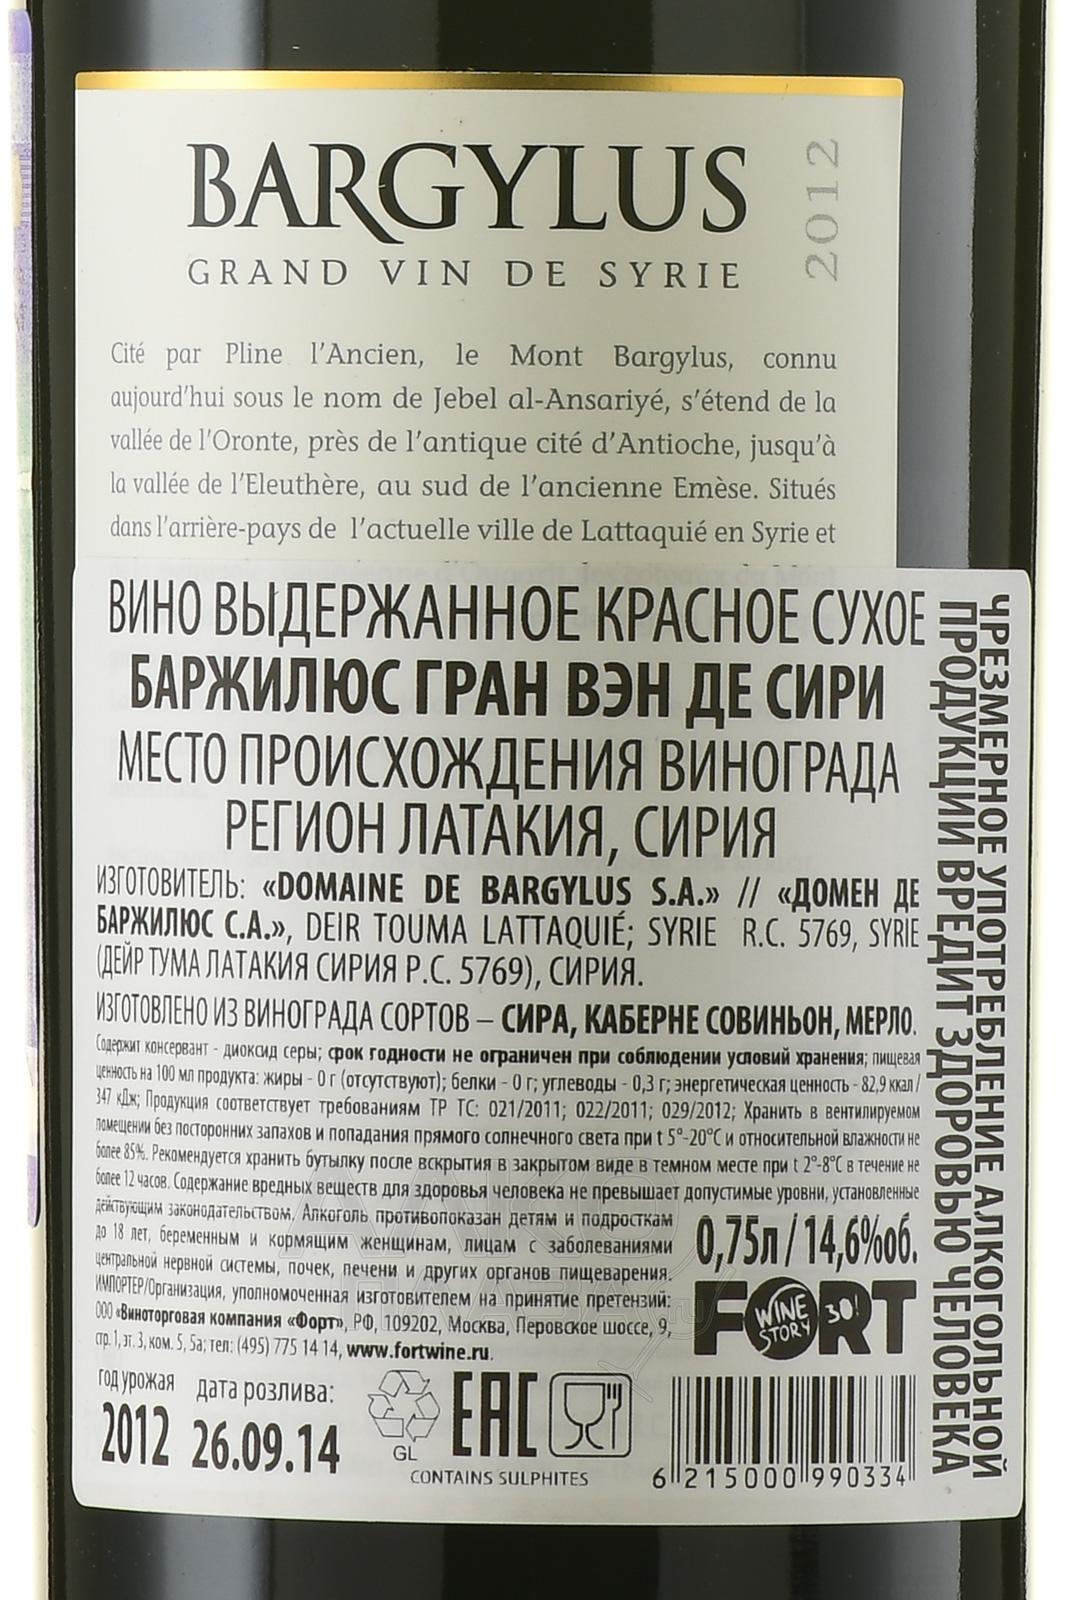 BARGYLUS
2012
GRAND VIN DE SYRIE
Cité par Pline l'Ancien, le Mont Bargylus, connu
aujourd'hui sous le nom de Jebel al-Ansariyé, s'étend de la
vallée de l'Oronte, près de l'antique cité d'Antioche, jusqu'à
la vallée de l'Eleuthère, au sud de l'ancienne Emèse. Situés
dans l'arrière-pays de l'actuelle ville de Lattaquié en Syrie et
ВИНО ВЫДЕРЖАННОЕ КРАСНОЕ СУХОЕ
БАРЖИЛЮС ГРАН ВЭН ДЕ СИРИ
МЕСТО ПРОИСХОЖДЕНИЯ ВИНОГРАДА
РЕГИОН ЛАТАКИЯ, СИРИЯ
ИЗГОТОВИТЕЛЬ: «DOMAINE DE BARGYLUS S.A.» // «ДОМЕН ДЕ
БАРЖИЛЮС С.А.», DEIR TOUMA LATTAQUIÉ; SYRIE R.C. 5769, SYRIE
(ДЕЙР ТУМА ЛАТАКИЯ СИРИЯ Р.С. 5769), СИРИЯ.
ИЗГОТОВЛЕНО ИЗ ВИНОГРАДА СОРТОВ – СИРА, КАБЕРНЕ СОВИНЬОН, МЕРЛО.
Содержит консервант - диоксид серы; срок годности не ограничен при соблюдении условий хранения; пищевая
ценность на 100 мл продукта: жиры - 0 г (отсутствуют); белки - 0 г; углеводы - 0,3 г; энергетическая ценность - 82,9 ккал /
347 кДж; Продукция соответствует требованиям ТР ТС: 021/2011; 022/2011; 029/2012; Хранить в вентилируемом
помещении без посторонних запахов и попадания прямого солнечного света при t 5°-20°C и относительной влажности не
более 85%. Рекомендуется хранить бутылку после вскрытия в закрытом виде в темном месте при t 2°-8°C в течение не
более 12 часов. Содержание вредных веществ для здоровья человека не превышает допустимые уровни, установленные
действующим законодательством. Алкоголь противопоказан детям и подросткам
до 18 лет, беременным и кормящим женщинам, лицам с заболеваниями
центральной нервной системы, почек, печени и других органов пищеварения.
ИМПОРТЕР/Организация, уполномоченная изготовителем на принятие претензий:
ООО «Виноторговая компания «Форт», РФ, 109202, Москва, Перовское шоссе, 9,
стр. 1, эт. 3, ком. 5, 5а; тел: (495) 775 14 14, www.fortwine.ru.
0,75л / 14,6%об.
FORT
WINE STORY 30!
год урожая
2012
дата розлива:
26.09.14
GL
EAC
CONTAINS SULPHITES
6 215000 990334
ЧРЕЗМЕРНОЕ УПОТРЕБЛЕНИЕ АЛКОГОЛЬНОЙ
ПРОДУКЦИИ ВРЕДИТ ЗДОРОВЬЮ ЧЕЛОВЕКА
АЛКО
ПЛАЗА.ru